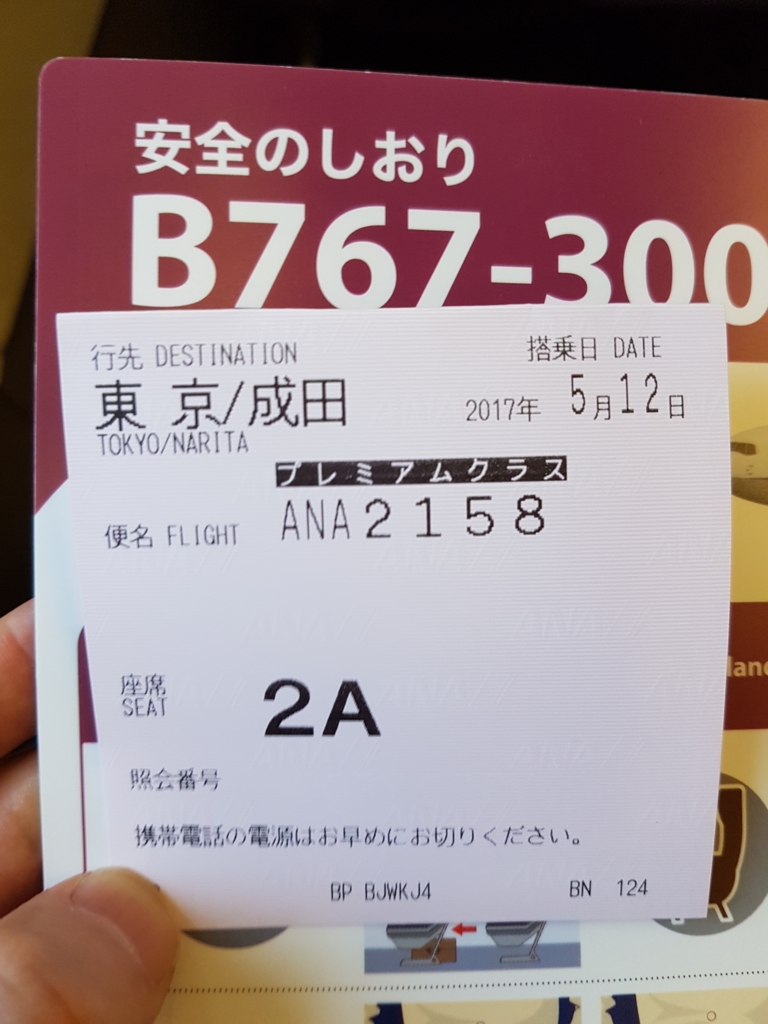 安全のしおり
B767-300
行先 DESTINATION
搭乗日 DATE
東 京/成田
2017年 5月12日
TOKYO/NARITA
プレミアムクラス
便名 FLIGHT ANA2158
座席
SEAT
2A
照会番号
携帯電話の電源はお早めにお切りください。
BP BJWKJ4
BN 124